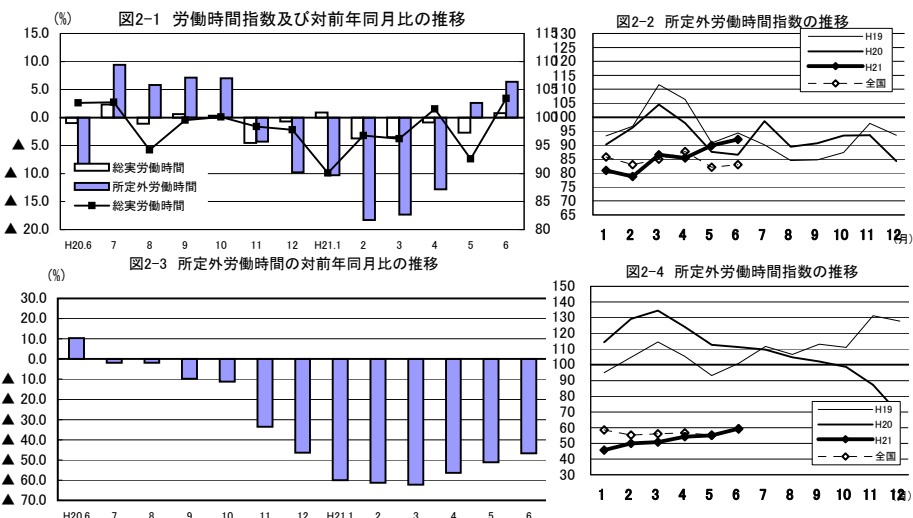 図2-1 労働時間指数及び対前年同月比の推移
(%)
15.0
10.0
5.0
0.0
▲ 5.0
▲ 10.0
▲ 15.0
▲ 20.0
115
110
105
100
95
90
85
80
総実労働時間
所定外労働時間
総実労働時間
H20.6 7 8 9 10 11 12 H21.1 2 3 4 5 6
図2-2 所定外労働時間指数の推移
130
125
120
115
110
105
100
95
90
85
80
75
70
65
H19
H20
H21
全国
1 2 3 4 5 6 7 8 9 10 11 12 (月)
図2-3 所定外労働時間の対前年同月比の推移
(%)
30.0
20.0
10.0
0.0
▲ 10.0
▲ 20.0
▲ 30.0
▲ 40.0
▲ 50.0
▲ 60.0
▲ 70.0
H20.6 7 8 9 10 11 12 H21.1 2 3 4 5 6
図2-4 所定外労働時間指数の推移
150
140
130
120
110
100
90
80
70
60
50
40
30
H19
H20
H21
全国
1 2 3 4 5 6 7 8 9 10 11 12 (月)